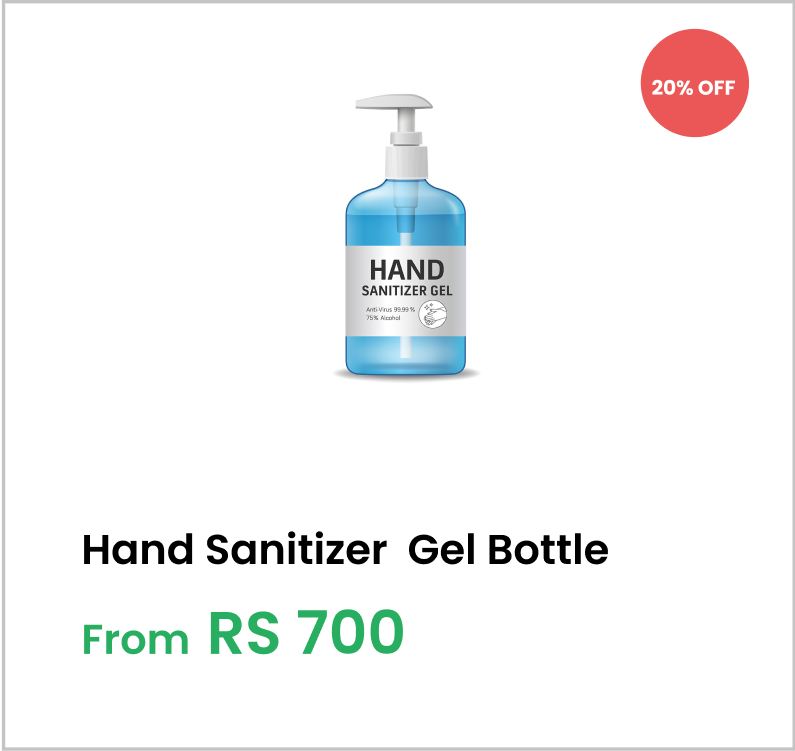 20% OFF
HAND
SANITIZER GEL
Anti-Virus 99.99 %
75% Alcohol
Hand Sanitizer Gel Bottle
From RS 700